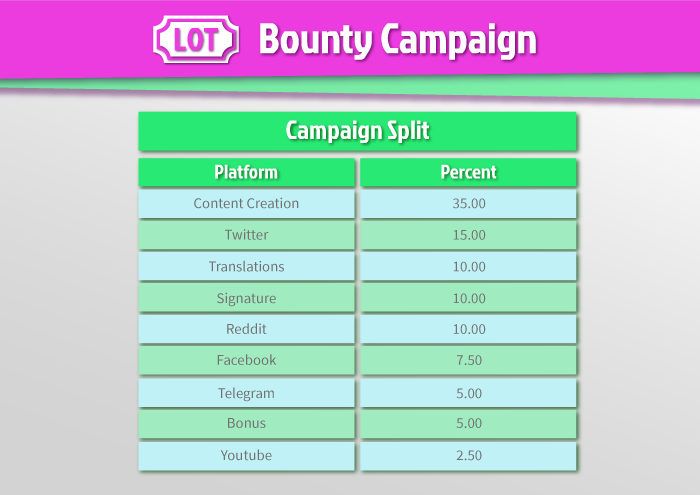 LOT Bounty Campaign
Campaign Split
Platform Percent
Content Creation 35.00
Twitter 15.00
Translations 10.00
Signature 10.00
Reddit 10.00
Facebook 7.50
Telegram 5.00
Bonus 5.00
Youtube 2.50